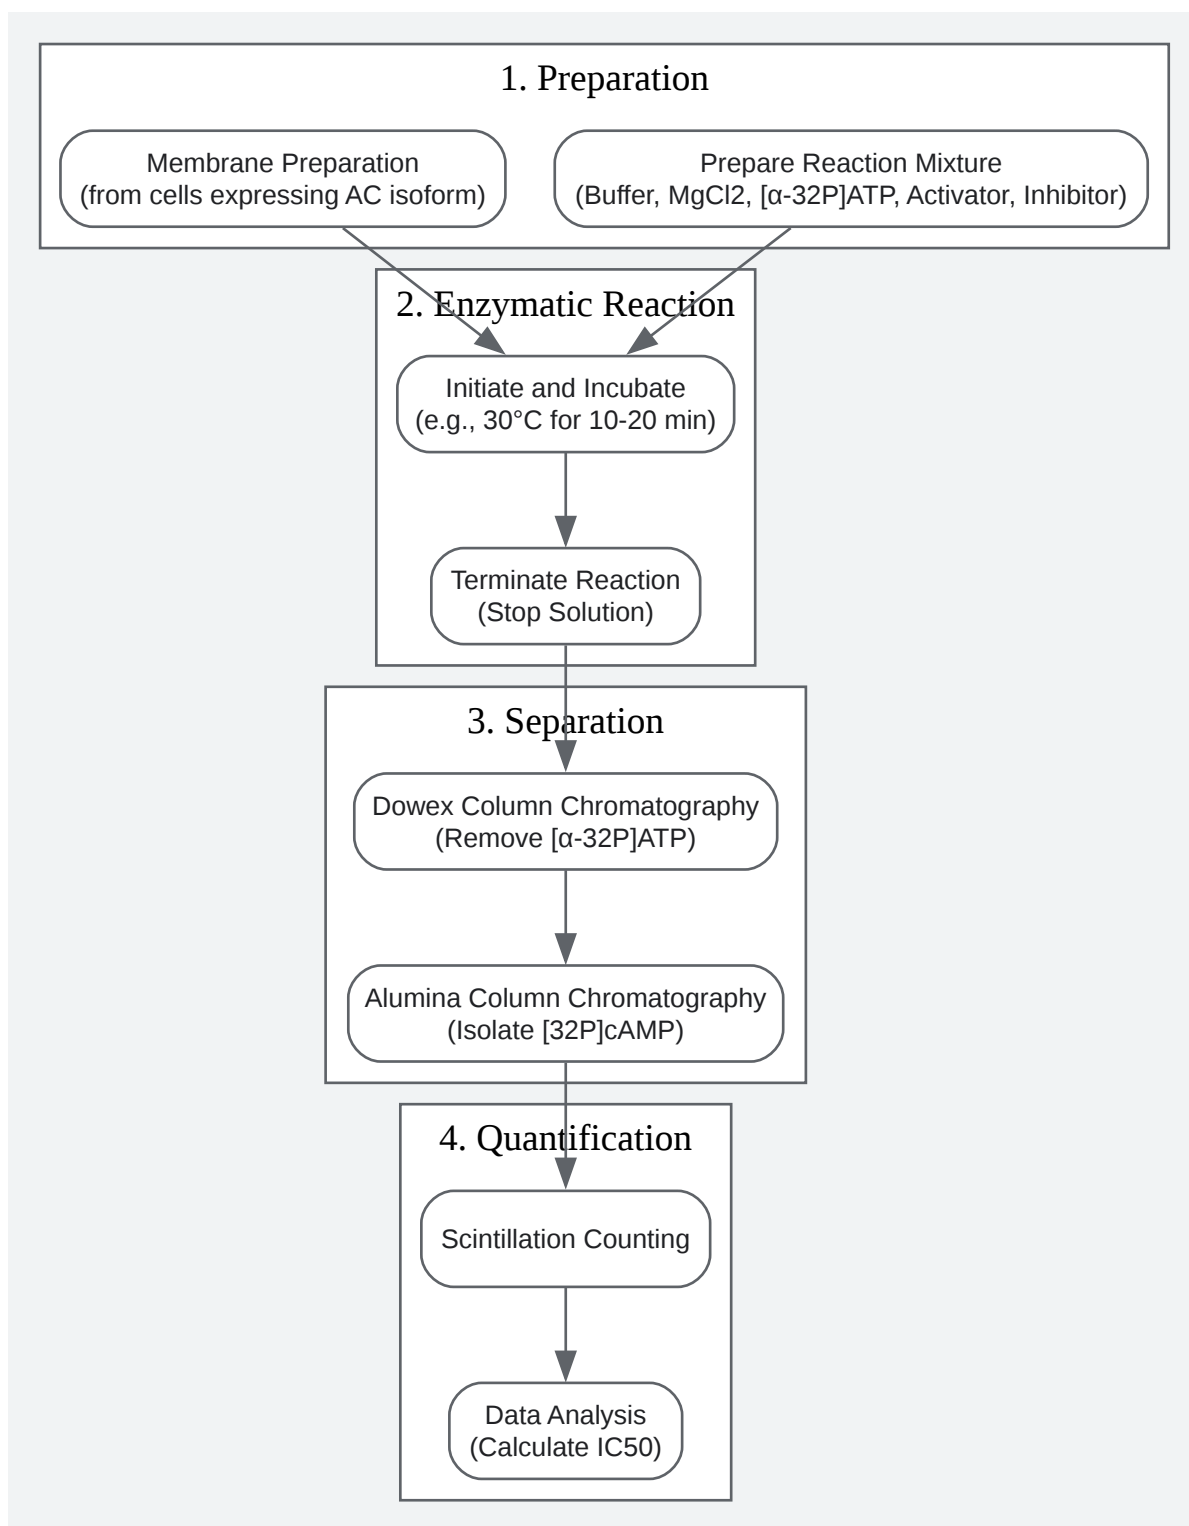 1. Preparation
Membrane Preparation
(from cells expressing AC isoform)
Prepare Reaction Mixture
(Buffer, MgCl2, [α-32P]ATP, Activator, Inhibitor)
2. Enzymatic Reaction
Initiate and Incubate
(e.g., 30°C for 10-20 min)
Terminate Reaction
(Stop Solution)
3. Separation
Dowex Column Chromatography
(Remove [α-32P]ATP)
Alumina Column Chromatography
(Isolate [32P]cAMP)
4. Quantification
Scintillation Counting
Data Analysis
(Calculate IC50)